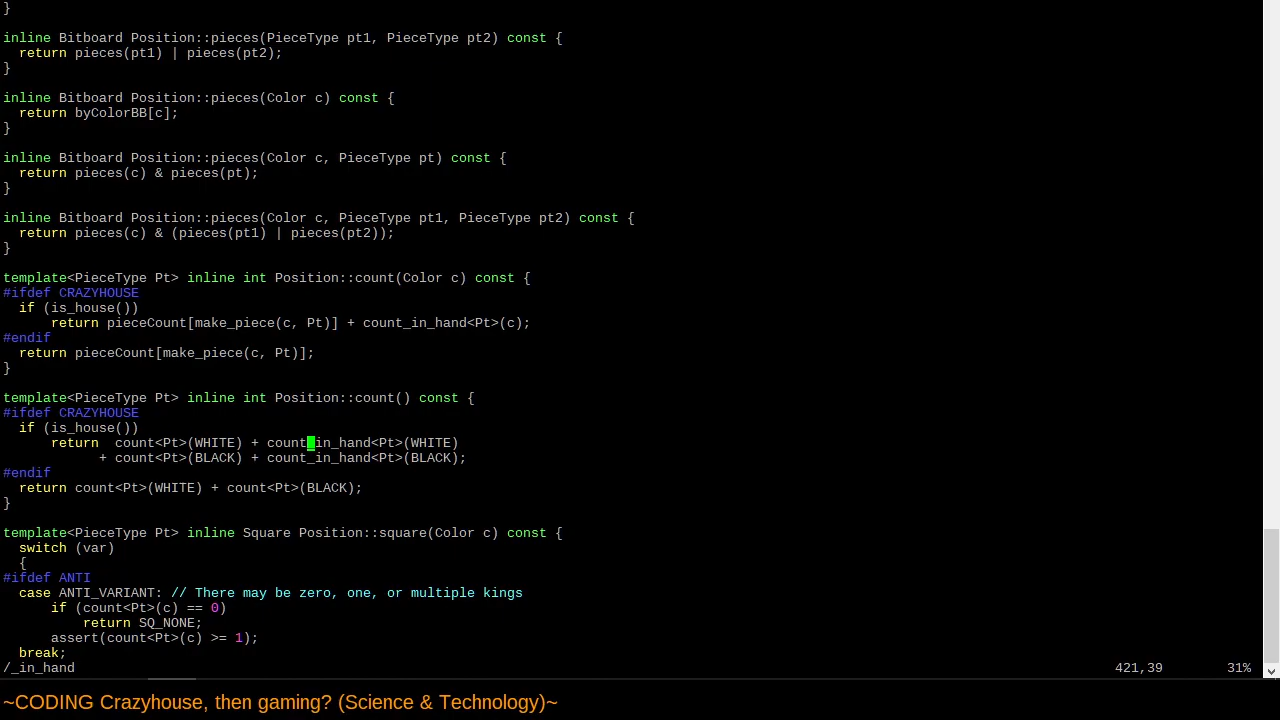 }

inline Bitboard Position::pieces(PieceType pt1, PieceType pt2) const {
  return pieces(pt1) | pieces(pt2);
}

inline Bitboard Position::pieces(Color c) const {
  return byColorBB[c];
}

inline Bitboard Position::pieces(Color c, PieceType pt) const {
  return pieces(c) & pieces(pt);
}

inline Bitboard Position::pieces(Color c, PieceType pt1, PieceType pt2) const {
  return pieces(c) & (pieces(pt1) | pieces(pt2));
}

template<PieceType Pt> inline int Position::count(Color c) const {
#ifdef CRAZYHOUSE
  if (is_house())
      return pieceCount[make_piece(c, Pt)] + count_in_hand<Pt>(c);
#endif
  return pieceCount[make_piece(c, Pt)];
}

template<PieceType Pt> inline int Position::count() const {
#ifdef CRAZYHOUSE
  if (is_house())
      return  count<Pt>(WHITE) + count_in_hand<Pt>(WHITE)
            + count<Pt>(BLACK) + count_in_hand<Pt>(BLACK);
#endif
  return count<Pt>(WHITE) + count<Pt>(BLACK);
}

template<PieceType Pt> inline Square Position::square(Color c) const {
  switch (var)
  {
#ifdef ANTI
  case ANTI_VARIANT: // There may be zero, one, or multiple kings
      if (count<Pt>(c) == 0)
          return SQ_NONE;
      assert(count<Pt>(c) >= 1);
  break;
/_in_hand 421,39 31%
~CODING Crazyhouse, then gaming? (Science & Technology)~